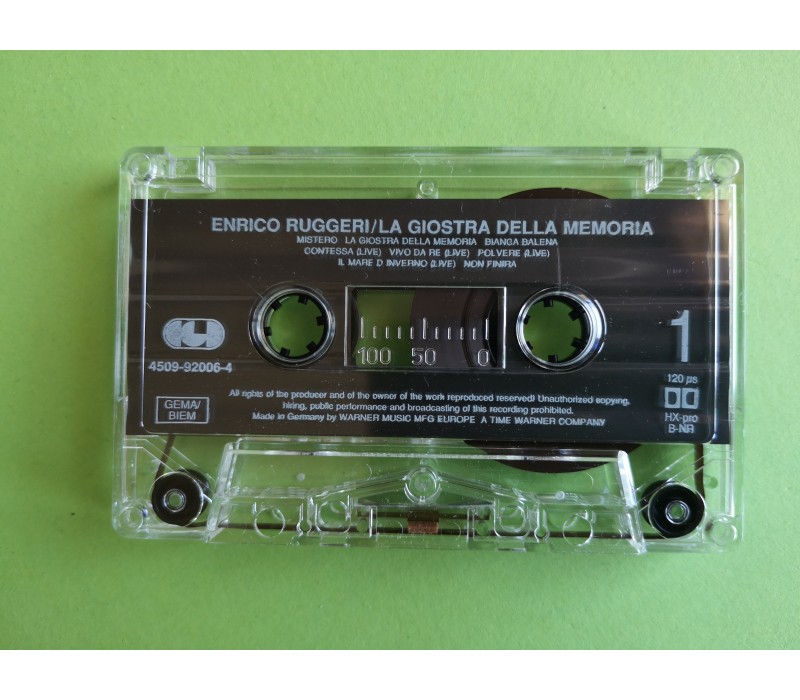 ENRICO RUGGERI/LA GIOSTRA DELLA MEMORIA
MISTERO LA GIOSTRA DELLA MEMORIA BIANCA BALENA
CONTESSA (LIVE) VIVO DA RE (LIVE) POLVERE (LIVE)
IL MARE D INVERNO (LIVE) NON FINIRA
CGD
4509-92006-4
100 50 0
1
120 µs
GEMA/
BIEM
All rights of the producer and of the owner of the work reproduced reserved! Unauthorized copying,
hiring, public performance and broadcasting of this recording prohibited.
Made in Germany by WARNER MUSIC MFG EUROPE A TIME WARNER COMPANY
HX-pro
B-NR